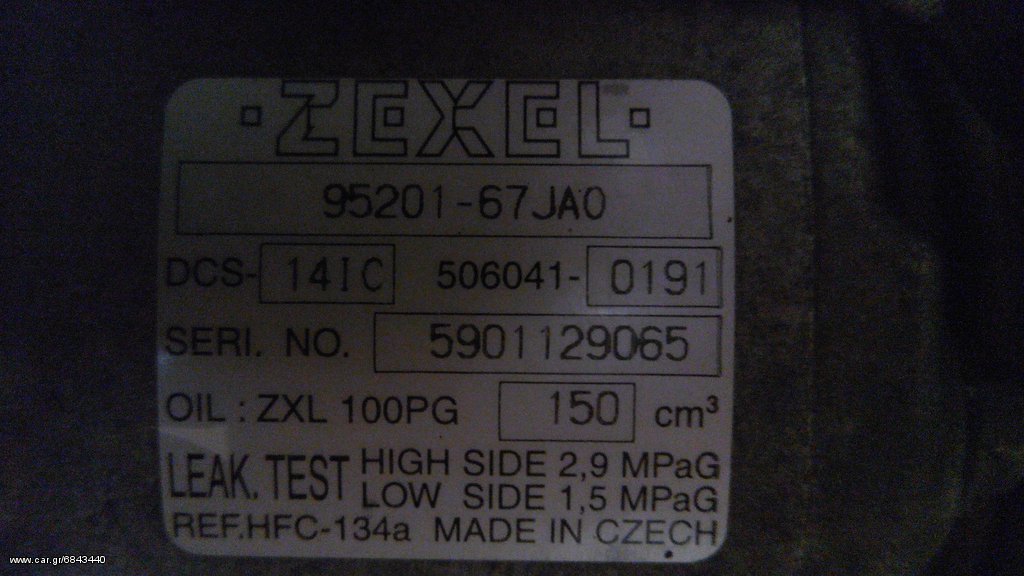 ZEXEL
95201-67JA0
DCS- 14IC 506041- 0191
SERI. NO. 5901129065
OIL : ZXL 100PG 150 cm³
LEAK. TEST HIGH SIDE 2,9 MPaG
LOW SIDE 1,5 MPaG
REF.HFC-134a MADE IN CZECH
www.car.gr/6843440